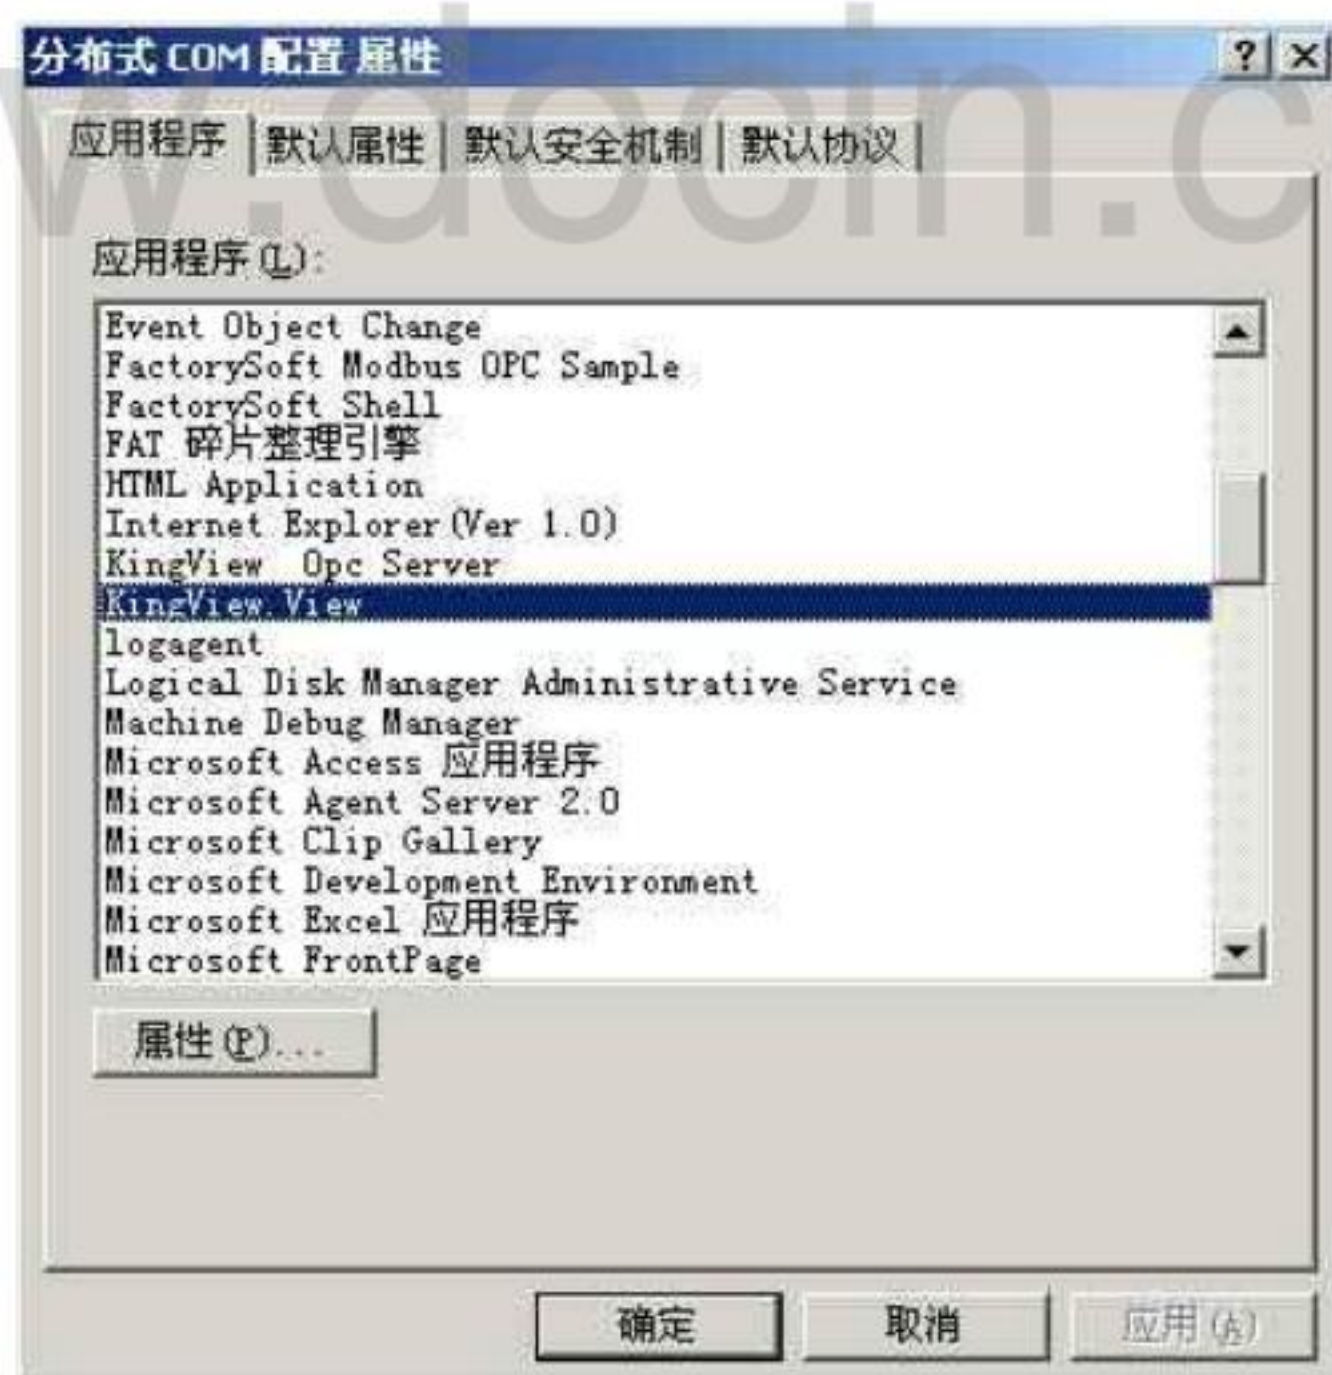 w.docin.c
分布式 COM 配置 属性
应用程序 默认属性 默认安全机制 默认协议
应用程序(L):
Event Object Change
FactorySoft Modbus OPC Sample
FactorySoft Shell
FAT 碎片整理引擎
HTML Application
Internet Explorer(Ver 1.0)
KingView  Opc Server
KingView.View
logagent
Logical Disk Manager Administrative Service
Machine Debug Manager
Microsoft Access 应用程序
Microsoft Agent Server 2.0
Microsoft Clip Gallery
Microsoft Development Environment
Microsoft Excel 应用程序
Microsoft FrontPage
属性(P)...
确定 取消 应用(A)